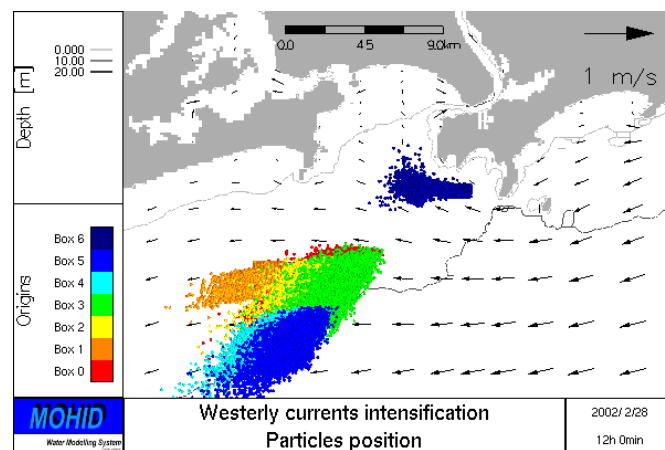 0.000
10.00
20.00
Depth [m]
0.0 4.5 9.0km
1 m/s
Origins
Box 6
Box 5
Box 4
Box 3
Box 2
Box 1
Box 0
MOHID
Water Modelling System
Westerly currents intensification
Particles position
2002/ 2/28
12h 0min